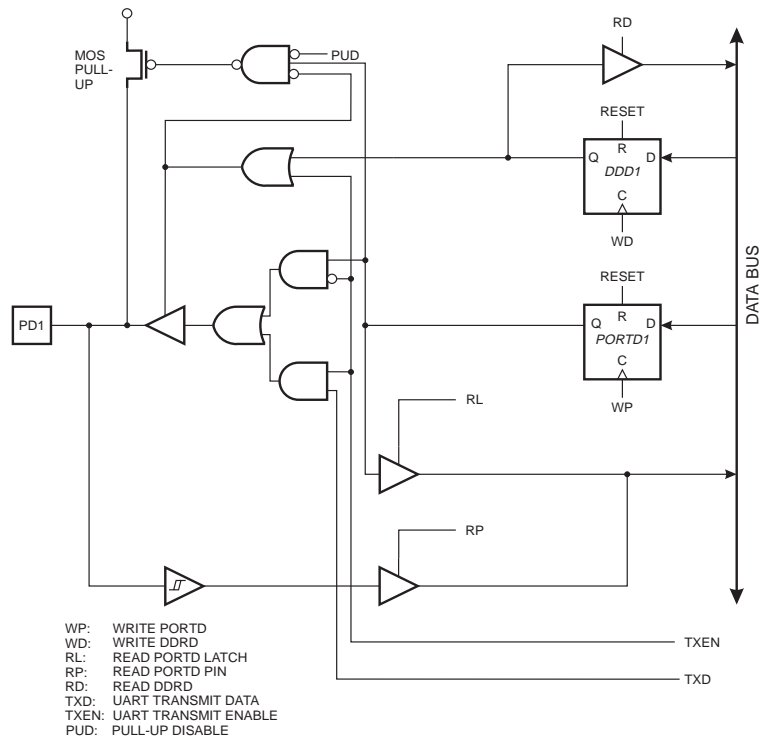 RD
MOS
PULL-
UP
PUD
RESET
R
Q
D
DDD1
C
WD
RESET
R
Q
D
PORTD1
C
WP
DATA BUS
PD1
RL
RP
WP: WRITE PORTD
WD: WRITE DDRD
RL: READ PORTD LATCH
RP: READ PORTD PIN
RD: READ DDRD
TXD: UART TRANSMIT DATA
TXEN: UART TRANSMIT ENABLE
PUD: PULL-UP DISABLE
TXEN
TXD